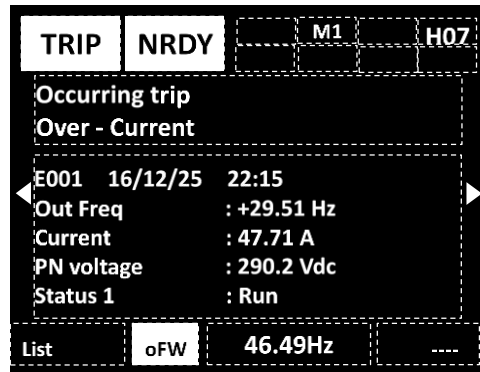 TRIP NRDY M1 H07
Occurring trip
Over - Current
E001 16/12/25 22:15
Out Freq : +29.51 Hz
Current : 47.71 A
PN voltage : 290.2 Vdc
Status 1 : Run
List oFW 46.49Hz ----